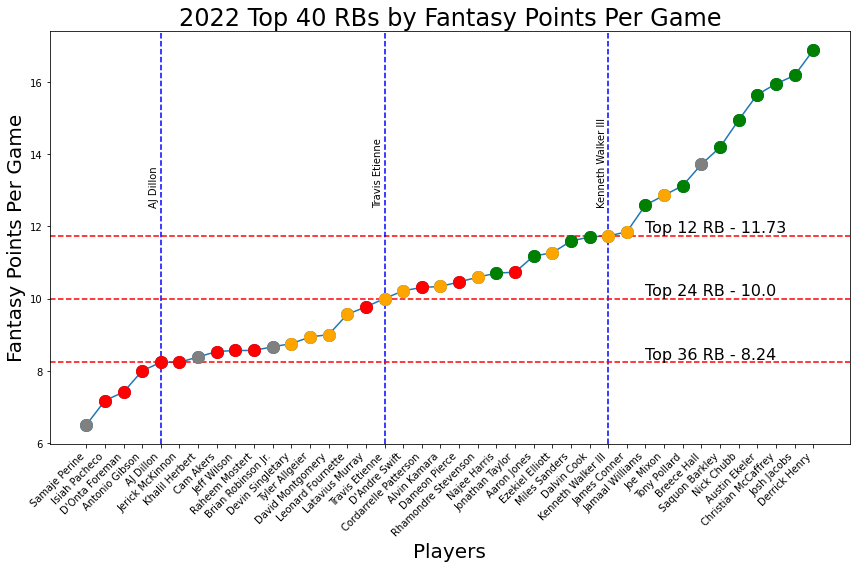 2022 Top 40 RBs by Fantasy Points Per Game
Fantasy Points Per Game
16
14
12
10
8
6
AJ Dillon
Travis Etienne
Kenneth Walker III
Top 12 RB - 11.73
Top 24 RB - 10.0
Top 36 RB - 8.24
Samaje Perine
Isiah Pacheco
D'Onta Foreman
Antonio Gibson
AJ Dillon
Jerick McKinnon
Khalil Herbert
Cam Akers
Jeff Wilson
Raheem Mostert
Brian Robinson Jr.
Devin Singletary
Tyler Allgeier
David Montgomery
Leonard Fournette
Latavius Murray
Travis Etienne
D'Andre Swift
Cordarrelle Patterson
Alvin Kamara
Dameon Pierce
Rhamondre Stevenson
Najee Harris
Jonathan Taylor
Aaron Jones
Ezekiel Elliott
Miles Sanders
Dalvin Cook
Kenneth Walker III
James Conner
Jamaal Williams
Joe Mixon
Tony Pollard
Breece Hall
Saquon Barkley
Nick Chubb
Austin Ekeler
Christian McCaffrey
Josh Jacobs
Derrick Henry
Players